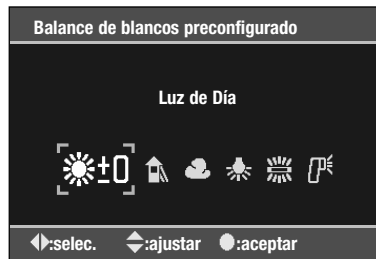 Balance de blancos preconfigurado
Luz de Día
±0
:selec. :ajustar :aceptar